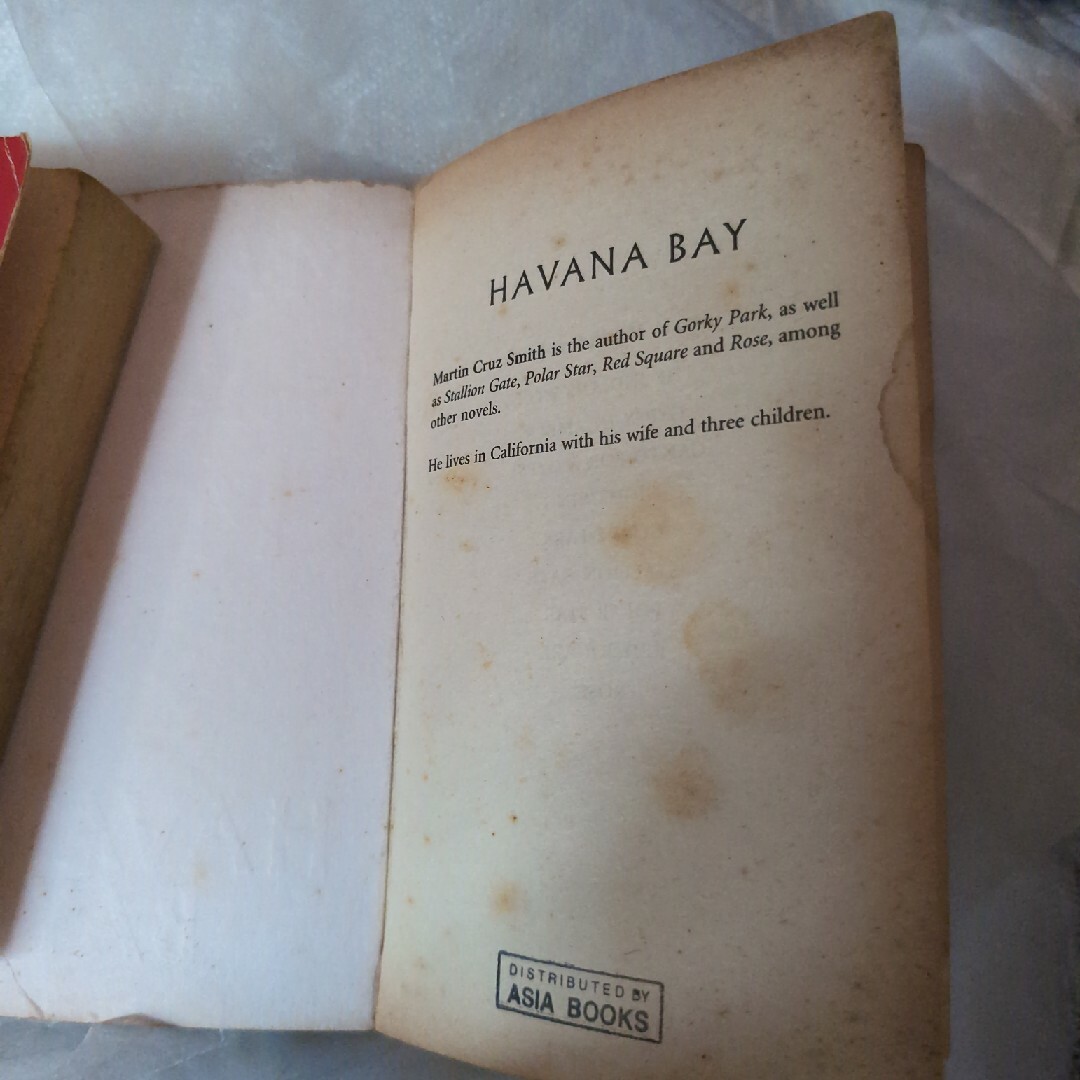 HAVANA BAY
Martin Cruz Smith is the author of Gorky Park, as well
as Stallion Gate, Polar Star, Red Square and Rose, among
other novels.
He lives in California with his wife and three children.
DISTRIBUTED BY
ASIA BOOKS